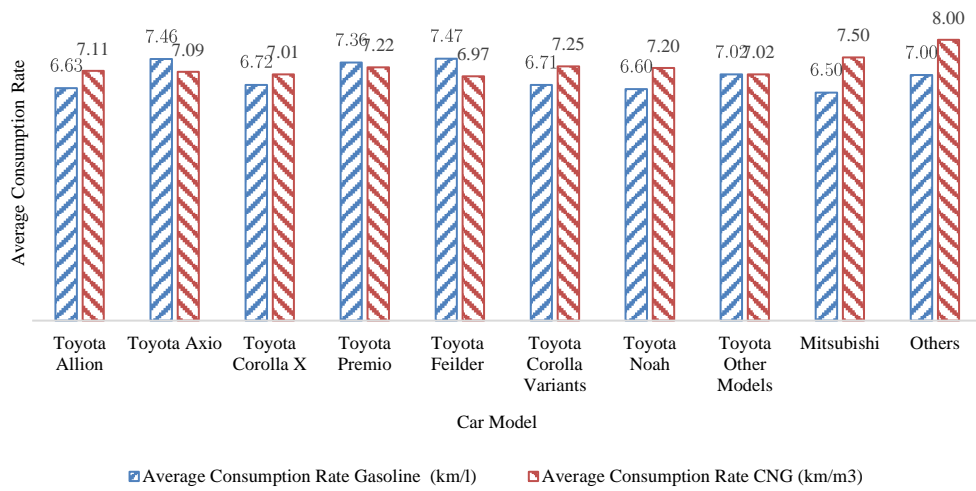 8.00
7.46
7.47
7.50
7.36
7.11
7.09
7.22
7.25
7.20
7.01
6.97
7.02
7.02
7.00
6.63
6.72
6.71
6.60
6.50
Average Consumption Rate
Toyota
Allion
Toyota Axio
Toyota
Corolla X
Toyota
Premio
Toyota
Feilder
Toyota
Corolla
Variants
Toyota
Noah
Toyota
Other
Models
Mitsubishi
Others
Car Model
Average Consumption Rate Gasoline (km/l)
Average Consumption Rate CNG (km/m3)